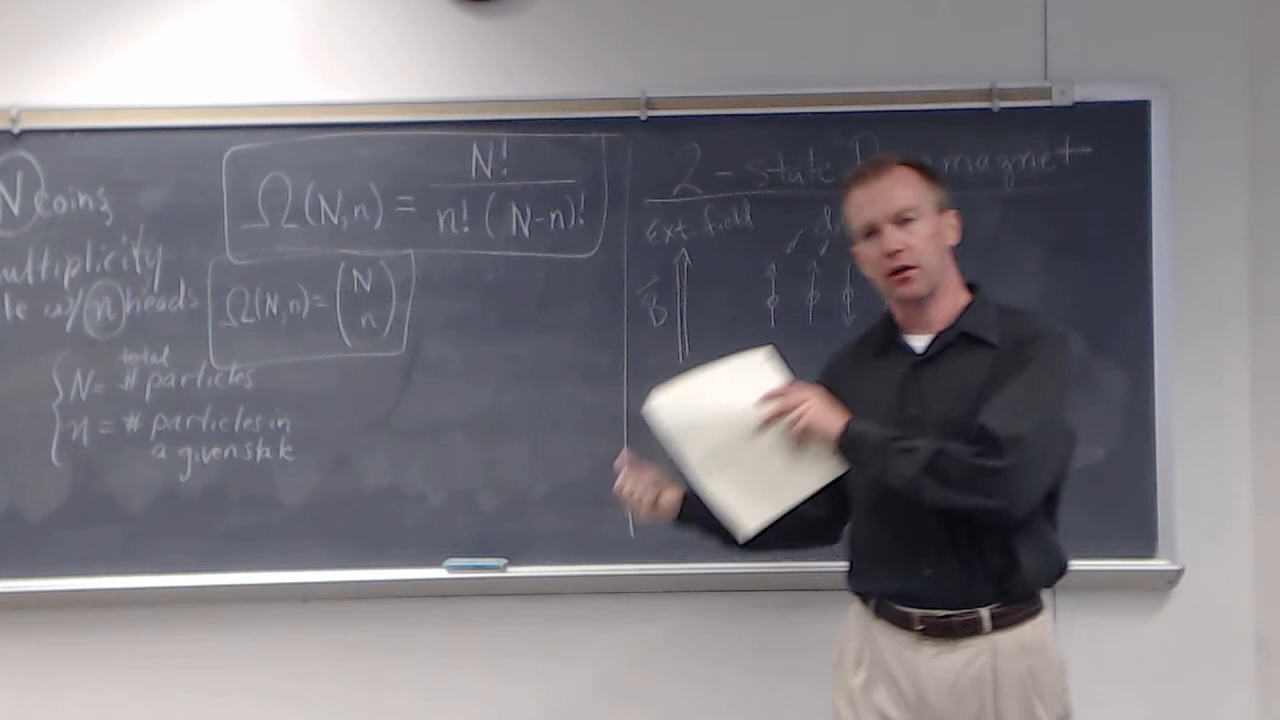 N coins
ultiplicity
le w/ n heads
Ω(N,n) = N! / n! (N-n)!
Ω(N,n) = (N n)
N = # total particles
n = # particles in
a given state
2 - state P magnet
Ext. field
B